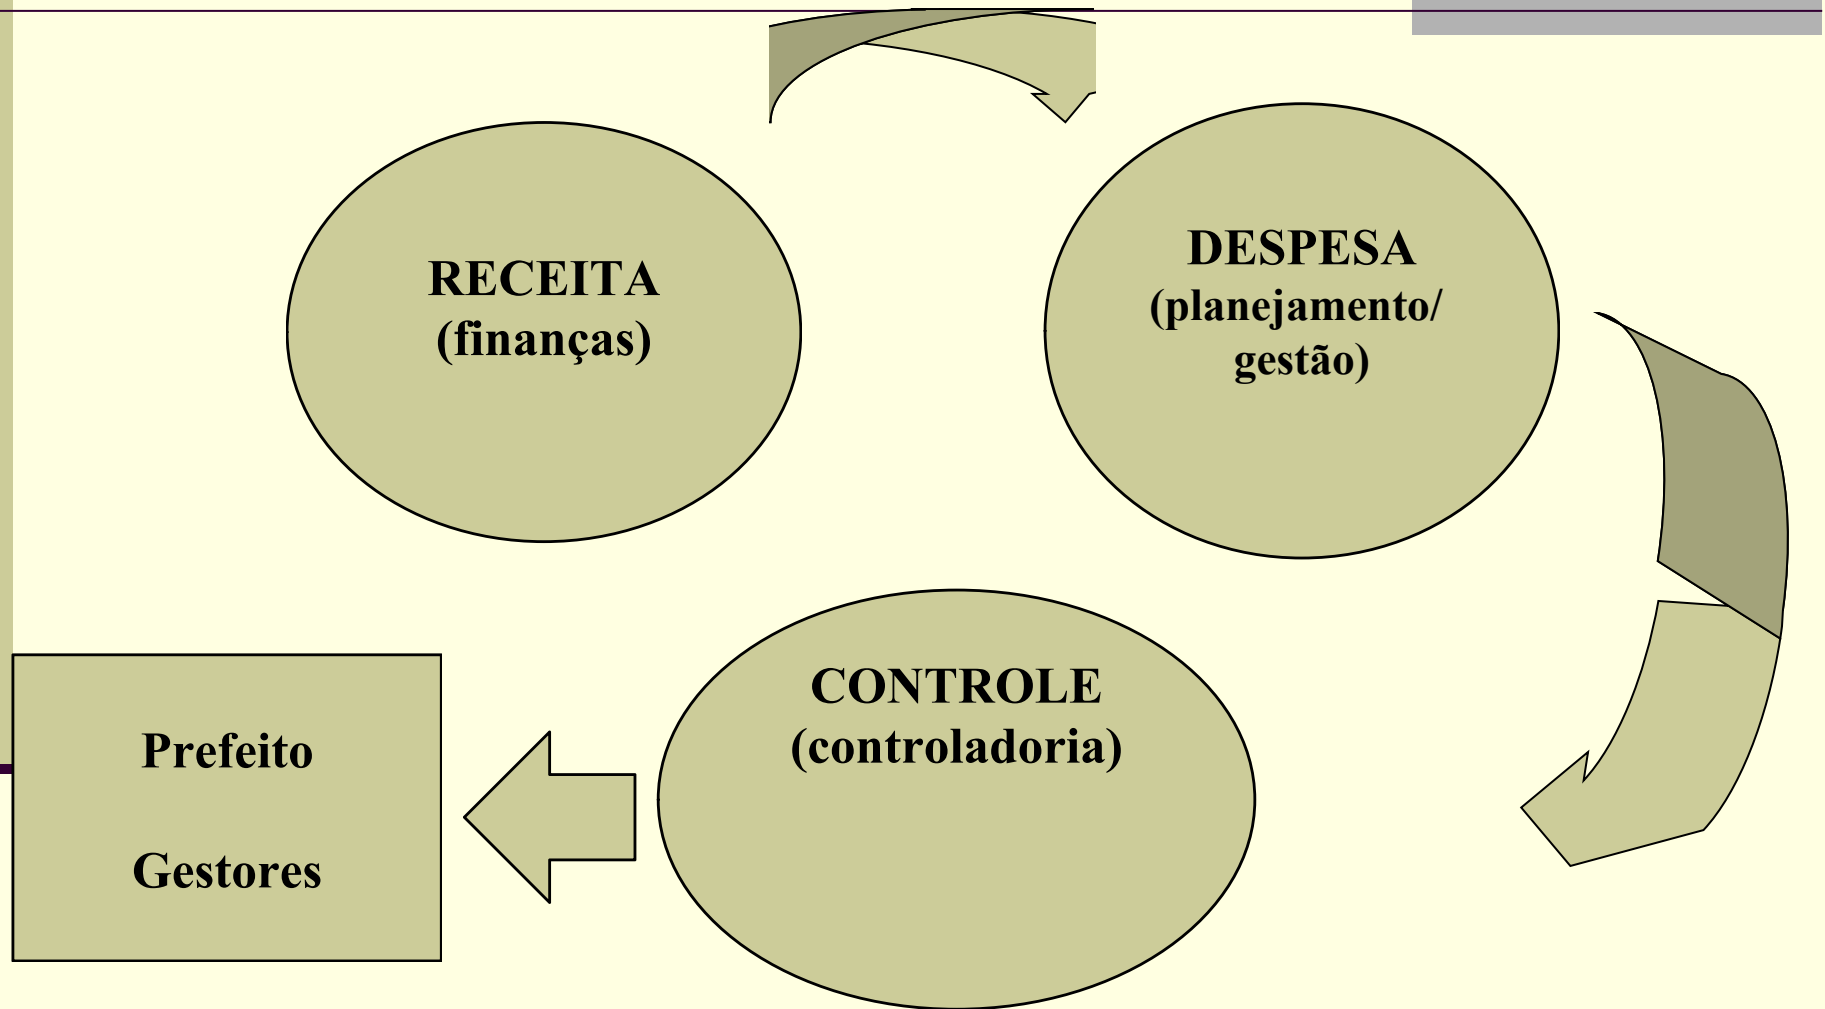 RECEITA
(finanças)
DESPESA
(planejamento/
gestão)
CONTROLE
(controladoria)
Prefeito
Gestores